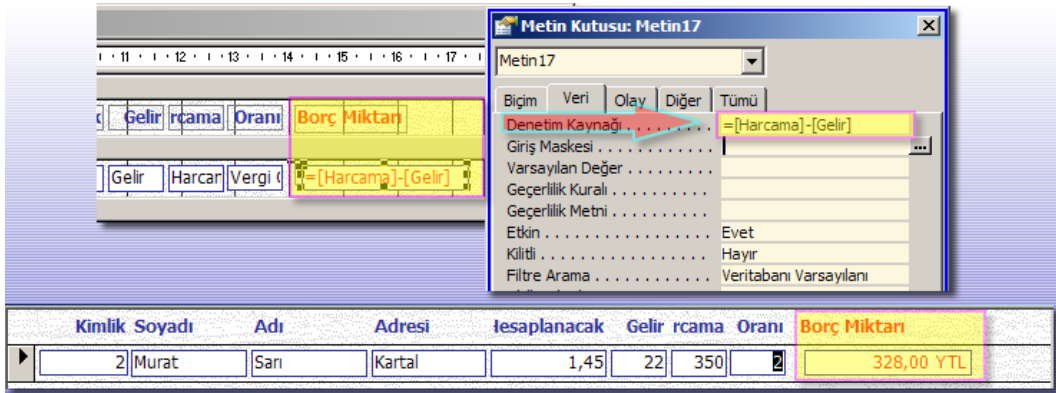 Metin Kutusu: Metin17
Metin17
Biçim Veri Olay Diğer Tümü
Denetim Kaynağı . . . . . . . . . =[Harcama]-[Gelir]
Giriş Maskesi . . . . . . . . . . . . ...
Varsayılan Değer . . . . . . . . .
Geçerlilik Kuralı . . . . . . . . . .
Geçerlilik Metni . . . . . . . . . .
Etkin . . . . . . . . . . . . . . . . . Evet
Kilitli . . . . . . . . . . . . . . . . . Hayır
Filtre Arama . . . . . . . . . . . Veritabanı Varsayılanı
11 12 13 14 15 16 17
Gelir rcama Oranı Borç Miktarı
Gelir Harcar Vergi =[Harcama]-[Gelir]
Kimlik Soyadı Adı Adresi Hesaplanacak Gelir rcama Oranı Borç Miktarı
2 Murat Sarı Kartal 1,45 22 350 2 328,00 YTL